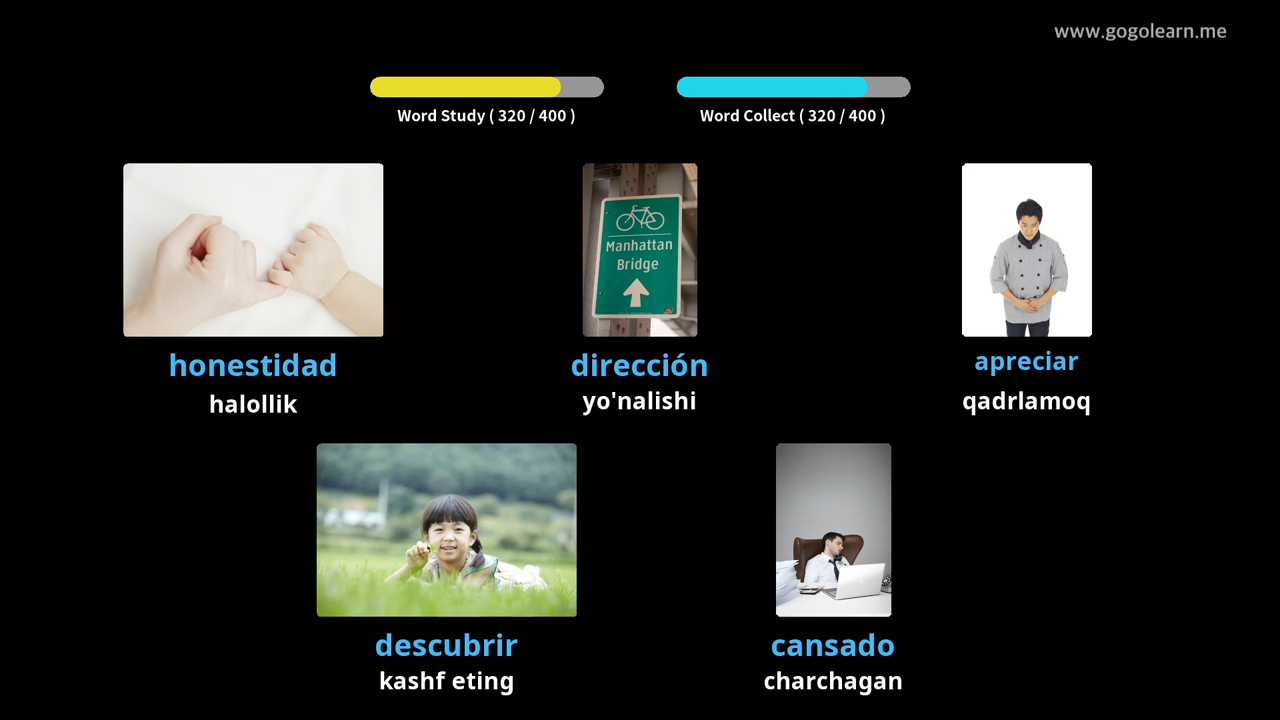 www.gogolearn.me
Word Study ( 320 / 400 )
Word Collect ( 320 / 400 )
Manhattan
Bridge
honestidad
halollik
dirección
yo'nalishi
apreciar
qadrlamoq
descubrir
kashf eting
cansado
charchagan